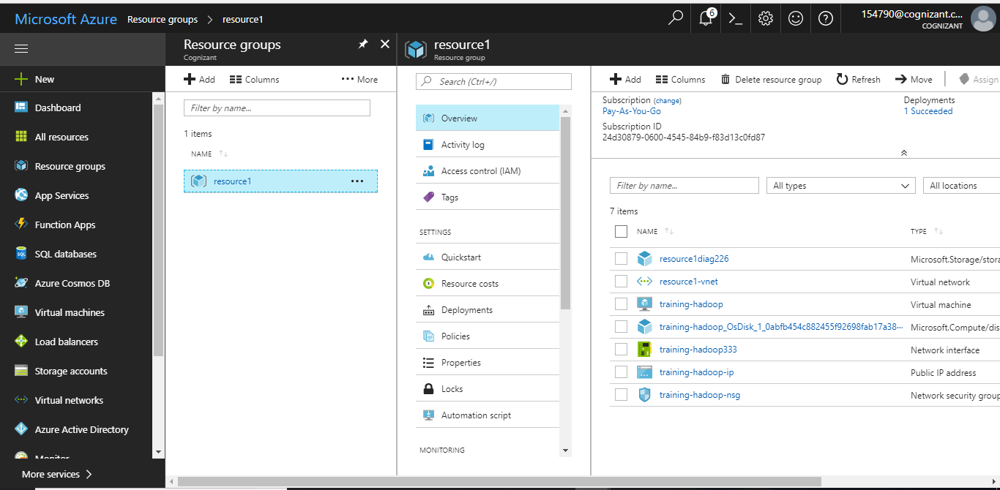 Microsoft Azure Resource groups > resource1
6
154790@cognizant.c...
COGNIZANT
New
Dashboard
All resources
Resource groups
App Services
Function Apps
SQL databases
Azure Cosmos DB
Virtual machines
Load balancers
Storage accounts
Virtual networks
Azure Active Directory
Monitor
More services >
Resource groups
Cognizant
Add Columns ••• More
Filter by name...
1 items
NAME
resource1 •••
resource1
Resource group
Search (Ctrl+/)
Overview
Activity log
Access control (IAM)
Tags
SETTINGS
Quickstart
Resource costs
Deployments
Policies
Properties
Locks
Automation script
MONITORING
Add Columns Delete resource group Refresh Move Assign
Subscription (change)
Pay-As-You-Go
Subscription ID
24d30879-0600-4545-84b9-f83d13c0fd87
Deployments
1 Succeeded
Filter by name... All types All locations
7 items
NAME TYPE
resource1diag226 Microsoft.Storage/stora
resource1-vnet Virtual network
training-hadoop Virtual machine
training-hadoop_OsDisk_1_0abfb454c882455f92698fab17a38... Microsoft.Compute/dis
training-hadoop333 Network interface
training-hadoop-ip Public IP address
training-hadoop-nsg Network security group